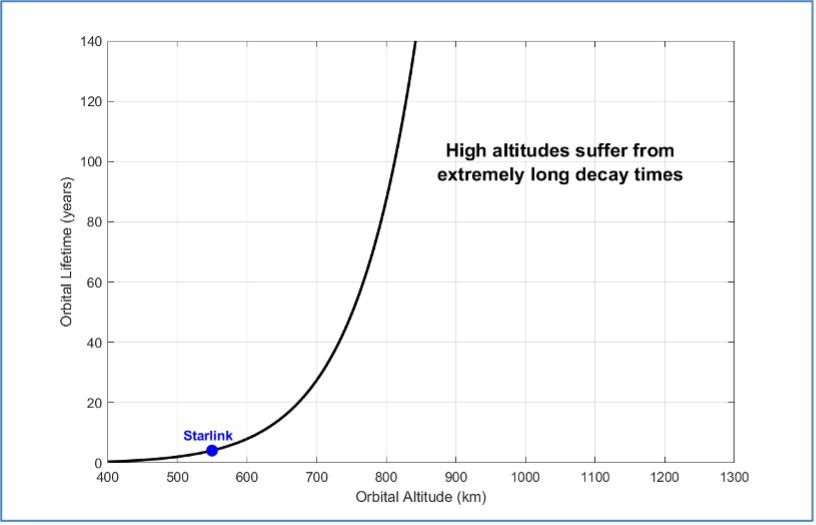 140
120
100
80
60
40
20
0
Orbital Lifetime (years)
High altitudes suffer from
extremely long decay times
Starlink
400 500 600 700 800 900 1000 1100 1200 1300
Orbital Altitude (km)